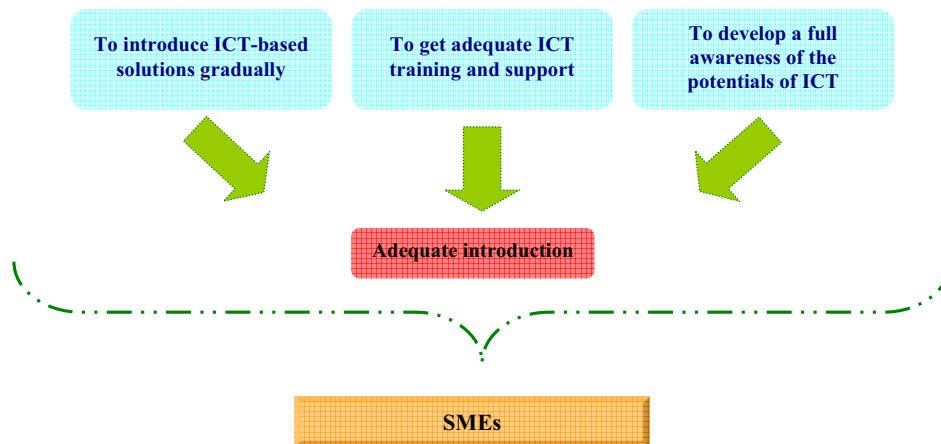 To introduce ICT-based
solutions gradually
To get adequate ICT
training and support
To develop a full
awareness of the
potentials of ICT
Adequate introduction
SMEs